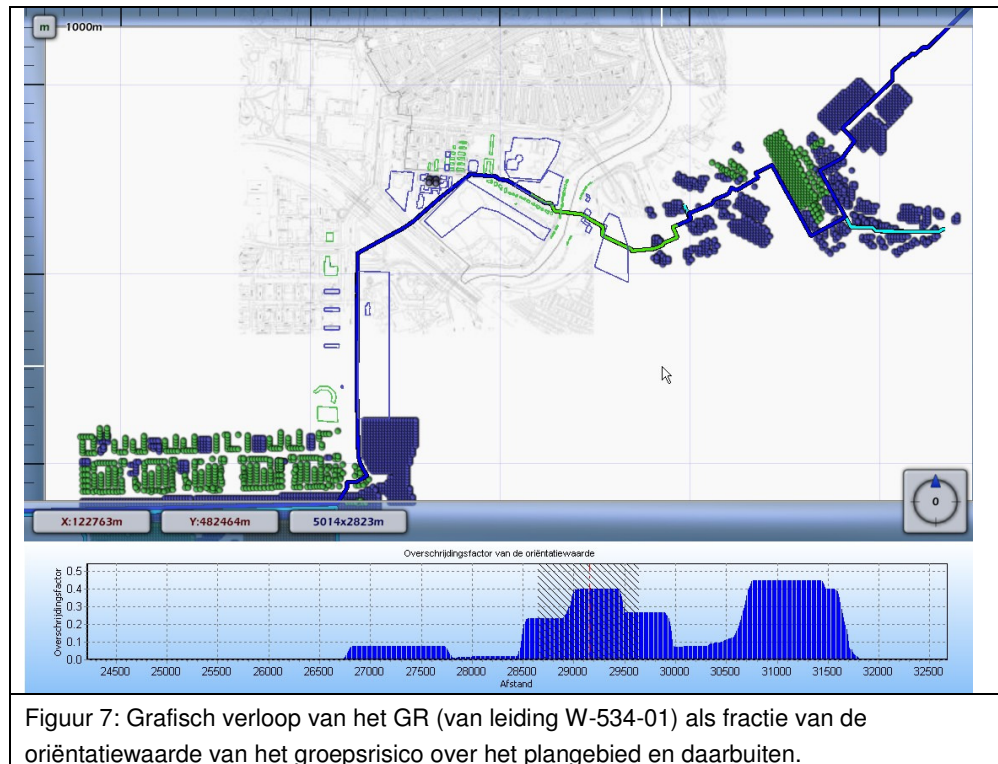 m
1000m
0
X:122763m
Y:482464m
5014x2823m
Overschrijdingsfactor van de oriëntatiewaarde
Overschrijdingsfactor
0.5
0.4
0.3
0.2
0.1
0.0
24500 25000 25500 26000 26500 27000 27500 28000 28500 29000 29500 30000 30500 31000 31500 32000 32500
Afstand
Figuur 7: Grafisch verloop van het GR (van leiding W-534-01) als fractie van de
oriëntatiewaarde van het groepsrisico over het plangebied en daarbuiten.